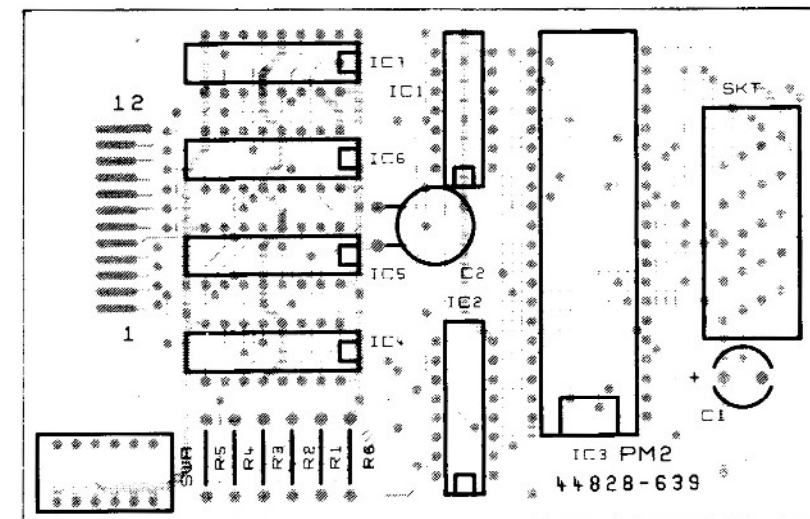 IC7
IC1
SKT
12
IC6
IC5
C2
IC2
1
IC4
+
C1
SWA
R5
R4
R3
R2
R1
R6
IC3 PM2
44828-639